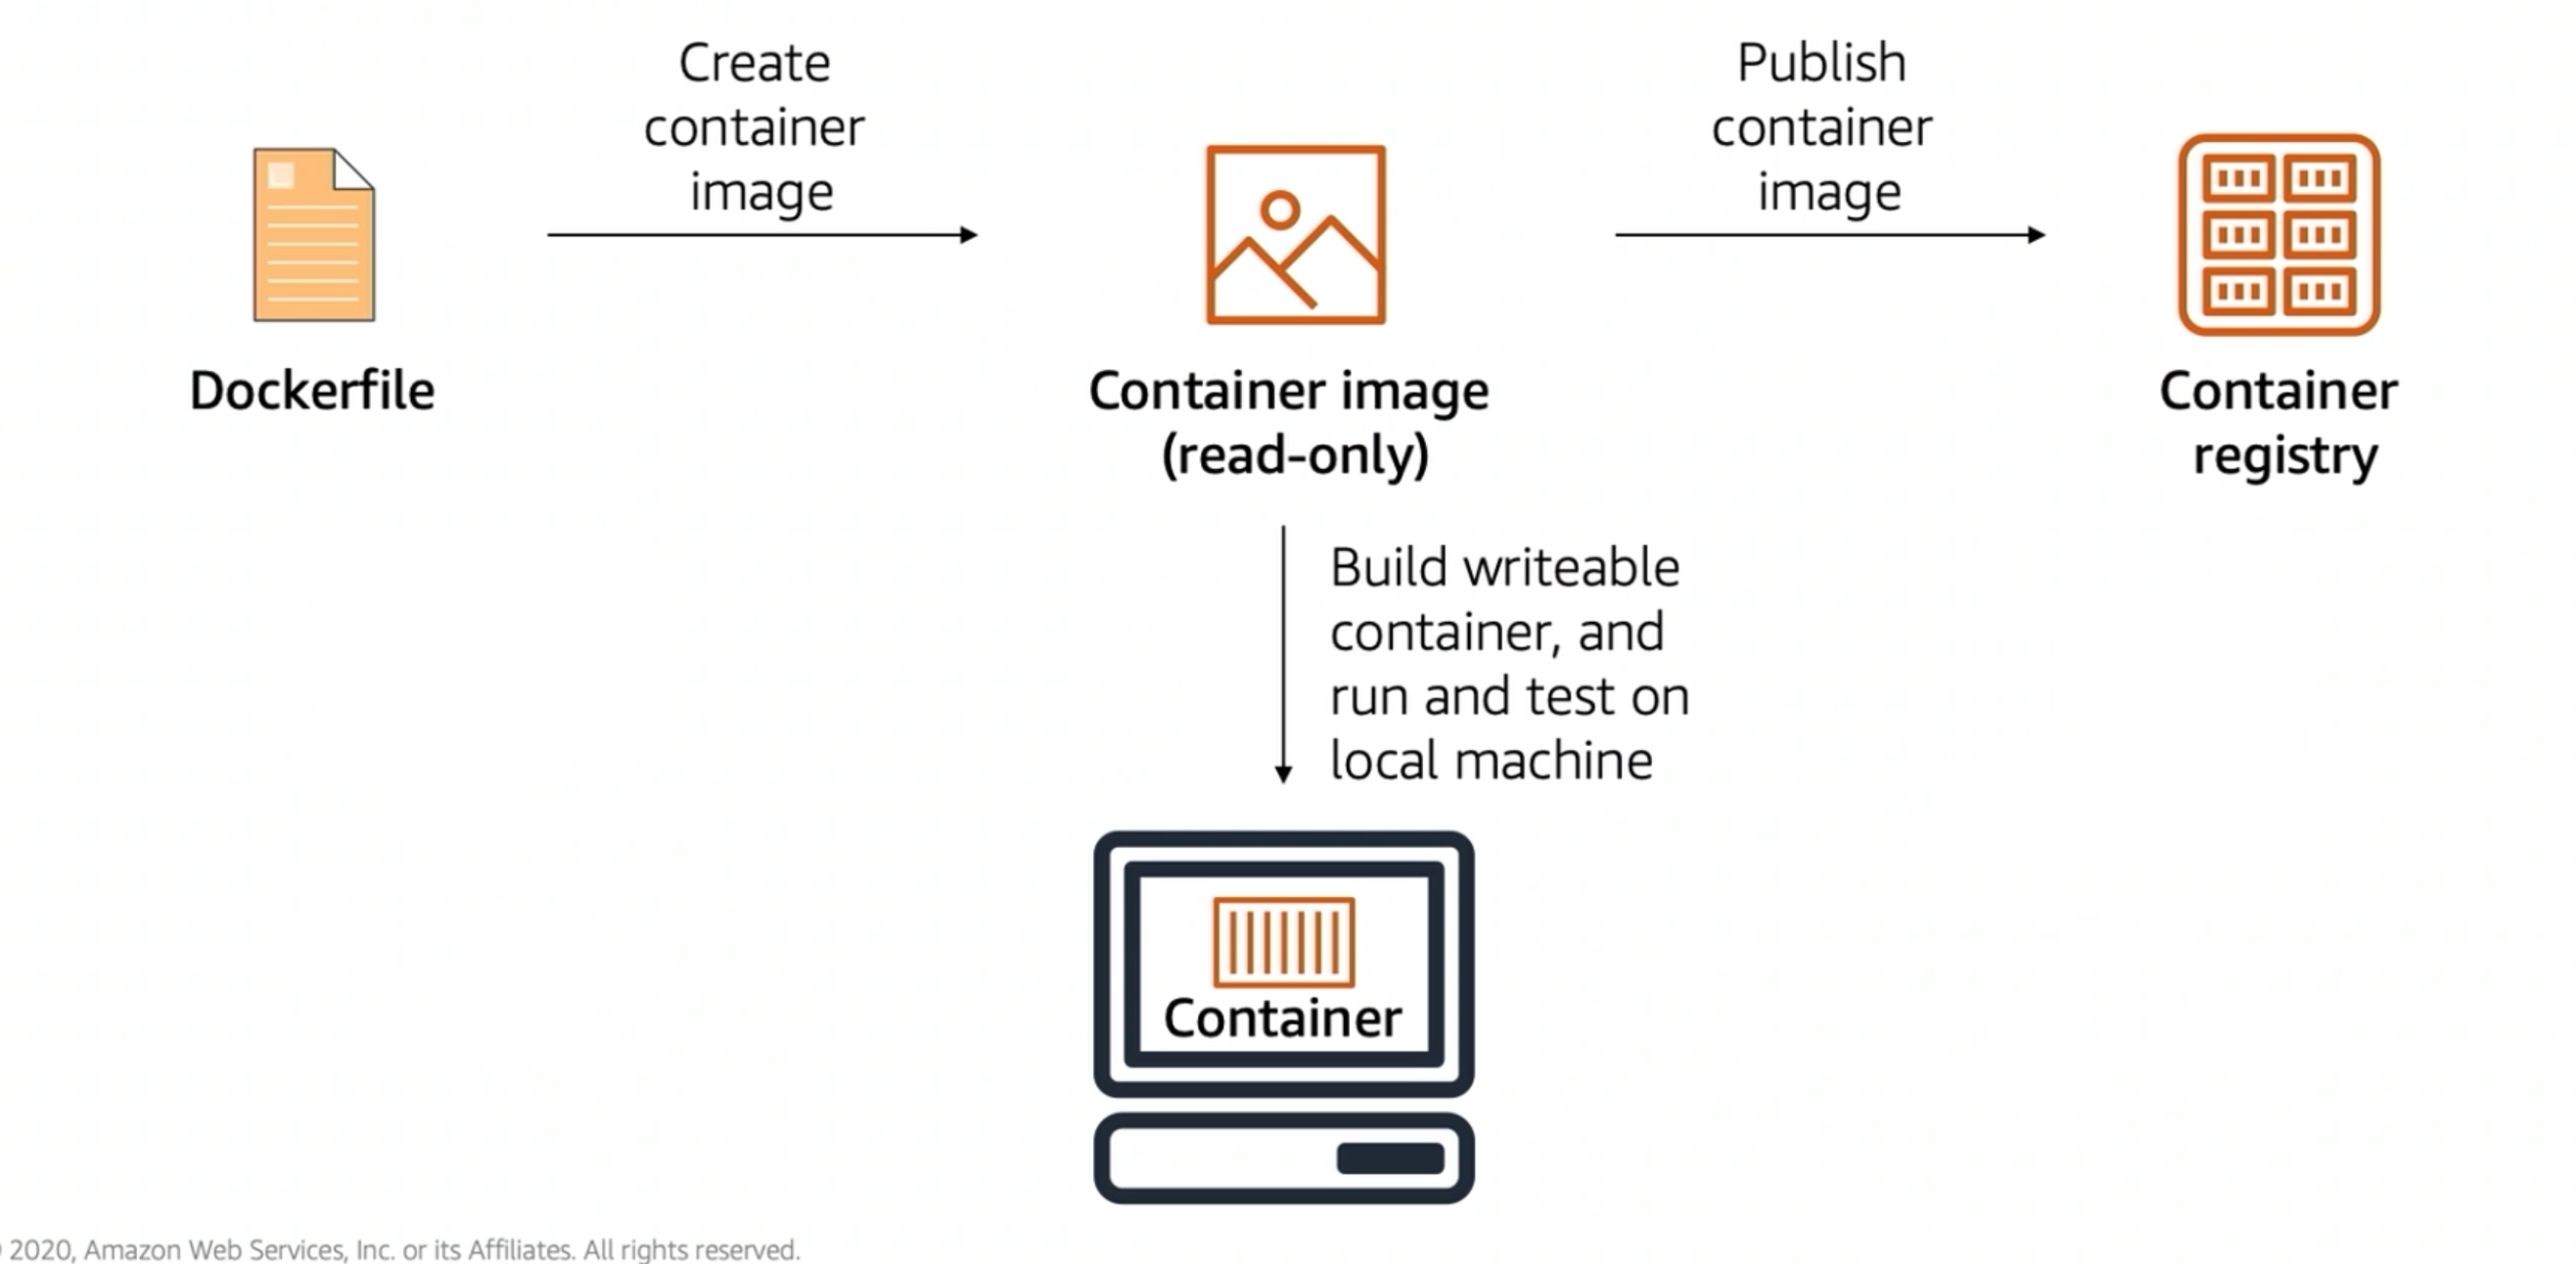 Create
container
image
Publish
container
image
Dockerfile
Container image
(read-only)
Container
registry
Build writeable
container, and
run and test on
local machine
Container
2020, Amazon Web Services, Inc. or its Affiliates. All rights reserved.